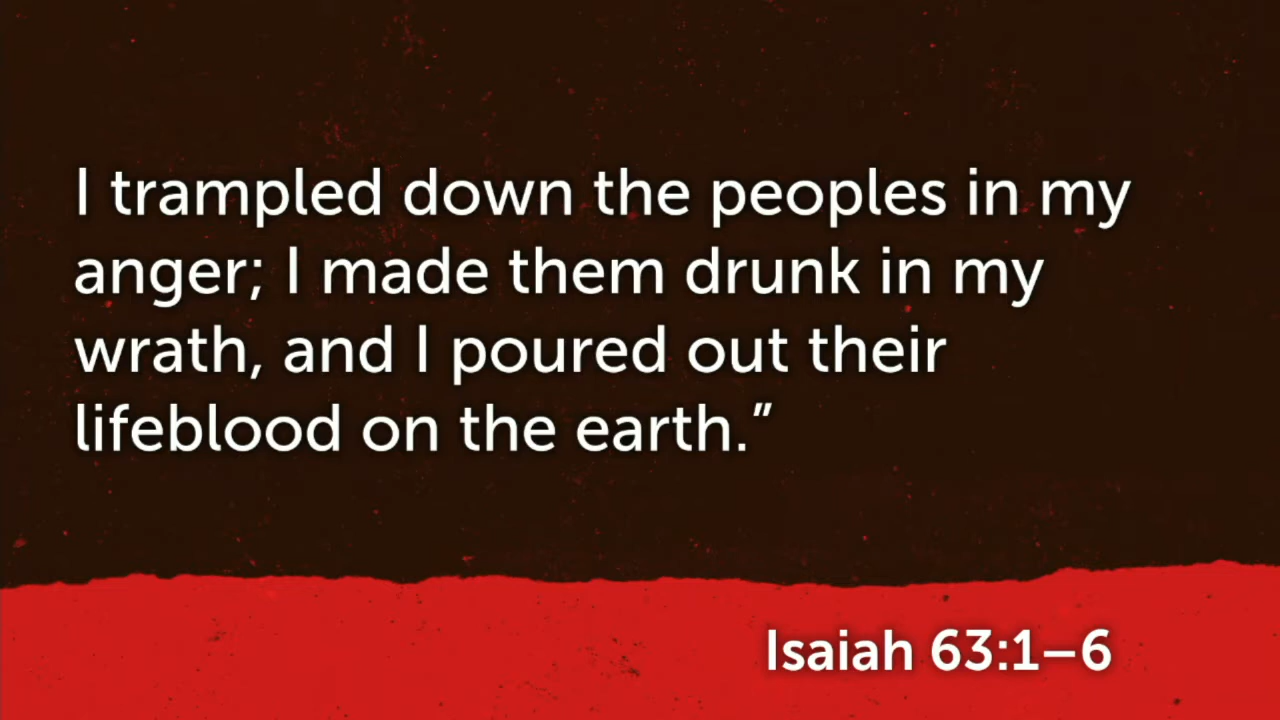 I trampled down the peoples in my
anger; I made them drunk in my
wrath, and I poured out their
lifeblood on the earth.”
Isaiah 63:1–6